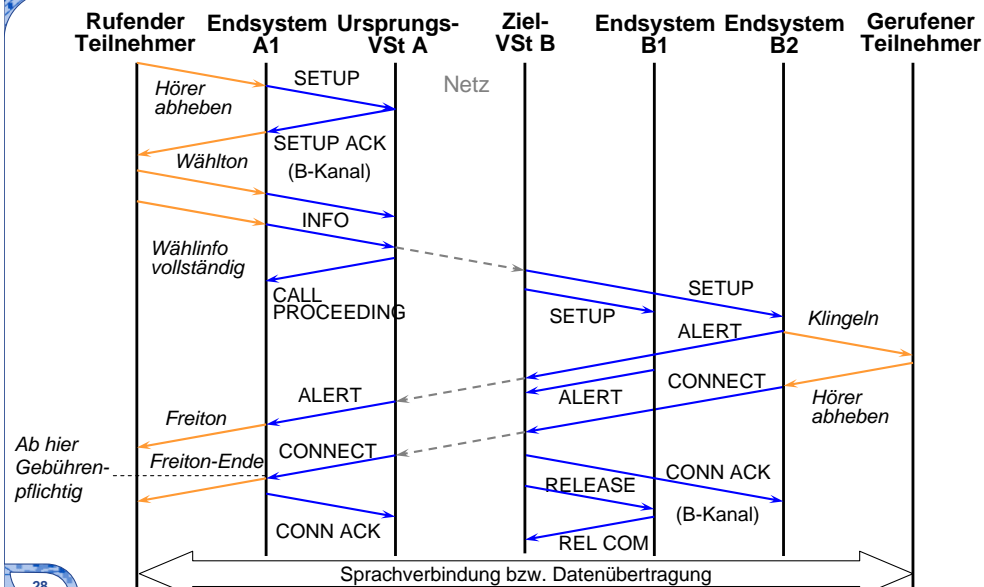 Rufender
Teilnehmer
Endsystem
A1
Ursprungs-
VSt A
Ziel-
VSt B
Endsystem
B1
Endsystem
B2
Gerufener
Teilnehmer
SETUP
Netz
Hörer
abheben
SETUP ACK
Wählton
(B-Kanal)
INFO
Wählinfo
vollständig
CALL
PROCEEDING
SETUP
SETUP
Klingeln
ALERT
CONNECT
ALERT
ALERT
Hörer
abheben
Freiton
Ab hier
Gebühren-
pflichtig
Freiton-Ende
CONNECT
CONN ACK
RELEASE
(B-Kanal)
CONN ACK
REL COM
Sprachverbindung bzw. Datenübertragung
28